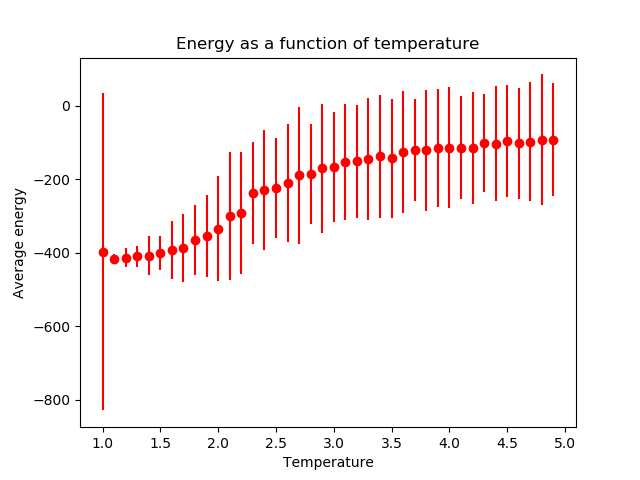 Energy as a function of temperature
0
−200
−400
−600
−800
Average energy
1.0 1.5 2.0 2.5 3.0 3.5 4.0 4.5 5.0
Temperature